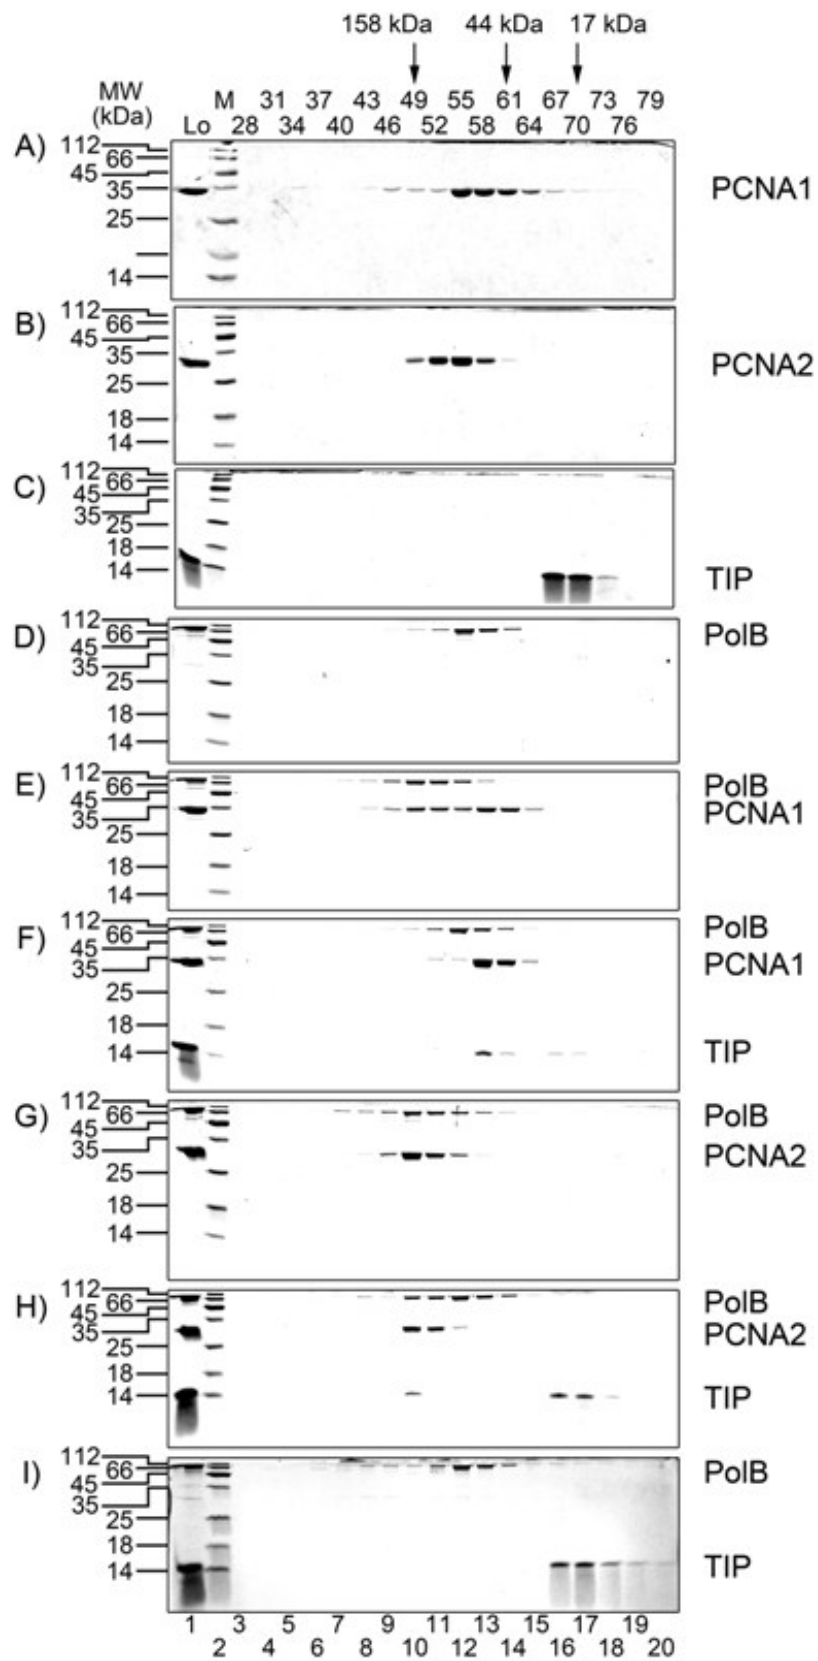 158 kDa 44 kDa 17 kDa
MW (kDa)
M 31 37 43 49 55 61 67 73 79
Lo 28 34 40 46 52 58 64 70 76
A)
112
66
45
35
25
14
PCNA1
B)
112
66
45
35
25
18
14
PCNA2
C)
112
66
45
35
25
18
14
TIP
D)
112
66
45
35
25
18
14
PolB
E)
112
66
45
35
25
18
14
PolB
PCNA1
F)
112
66
45
35
25
18
14
PolB
PCNA1
TIP
G)
112
66
45
35
25
18
14
PolB
PCNA2
H)
112
66
45
35
25
18
14
PolB
PCNA2
TIP
I)
112
66
45
35
25
18
14
PolB
TIP
1 3 5 7 9 11 13 15 17 19
2 4 6 8 10 12 14 16 18 20